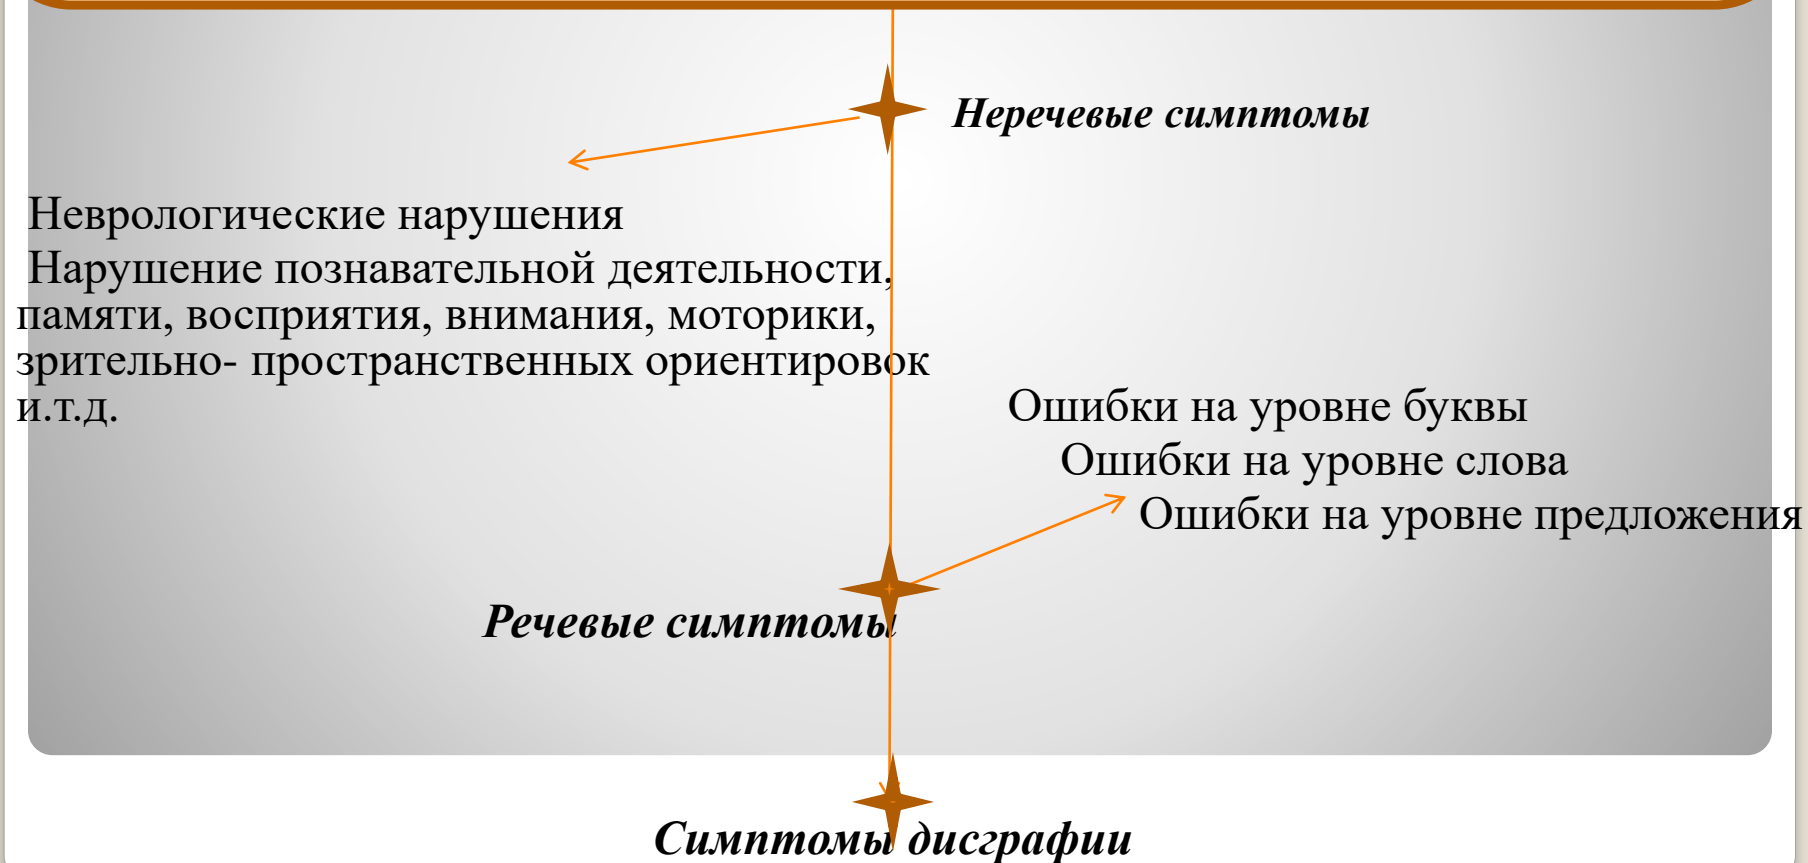 Неречевые симптомы
Неврологические нарушения
Нарушение познавательной деятельности,
памяти, восприятия, внимания, моторики,
зрительно- пространственных ориентировок
и.т.д.
Ошибки на уровне буквы
Ошибки на уровне слова
Ошибки на уровне предложения
Речевые симптомы
Симптомы дисграфии